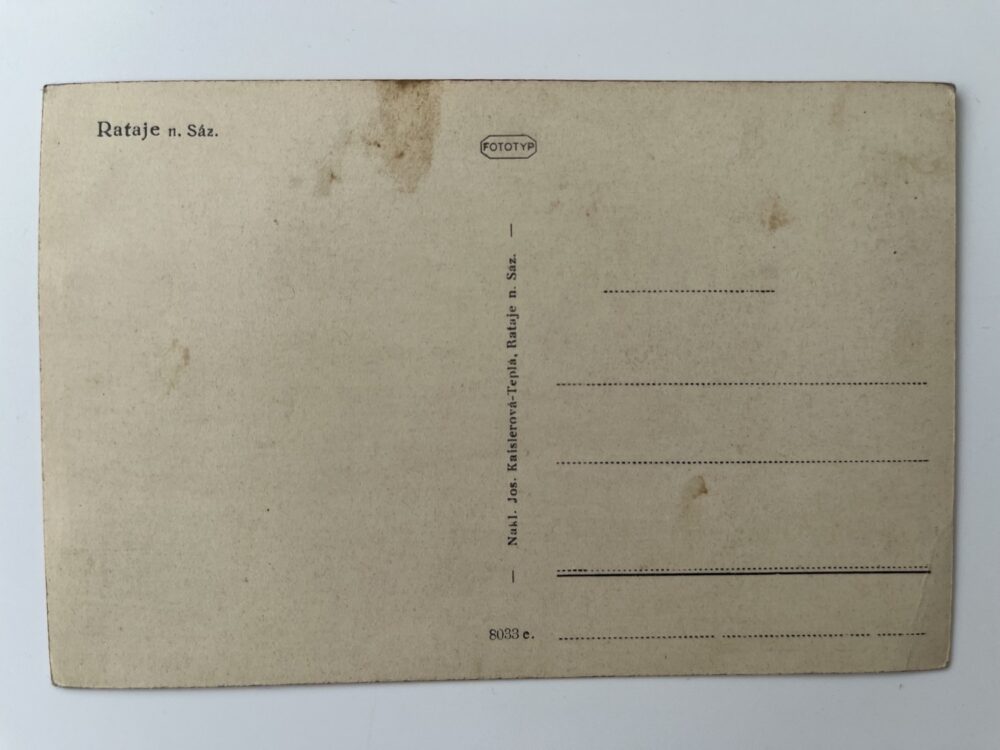 Rataje n. Sáz.
FOTOTYP
Nakl. Jos. Kaislerová-Teplá, Rataje n. Sáz.
8033 e.